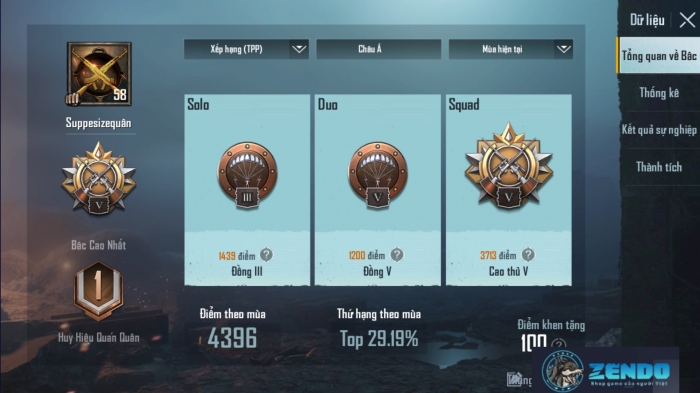 Dữ liệu
Xếp hạng (TPP)
Châu Á
Mùa hiện tại
Tổng quan về Bậc
58
Suppesizequân
Solo
Duo
Squad
Thống kê
Kết quả sự nghiệp
Thành tích
III
V
V
V
1439 điểm ?
1200 điểm ?
3713 điểm ?
Đồng III
Đồng V
Cao thủ V
Bậc Cao Nhất
1
Huy Hiệu Quán Quân
Điểm theo mùa
4396
Thứ hạng theo mùa
Top 29.19%
Điểm khen tặng
100
ZENDO
Shop game của người Việt